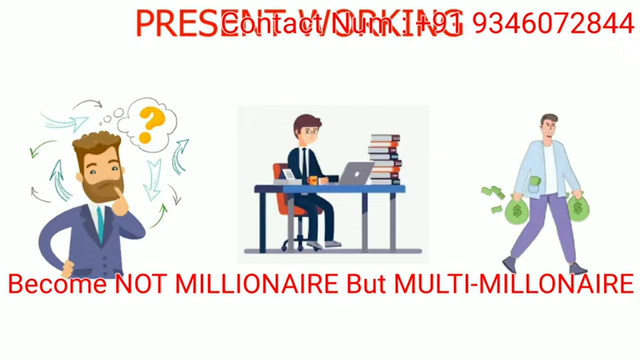 PRESENT WORKING
Contact Num : +91 9346072844
?
Become NOT MILLIONAIRE But MULTI-MILLONAIRE